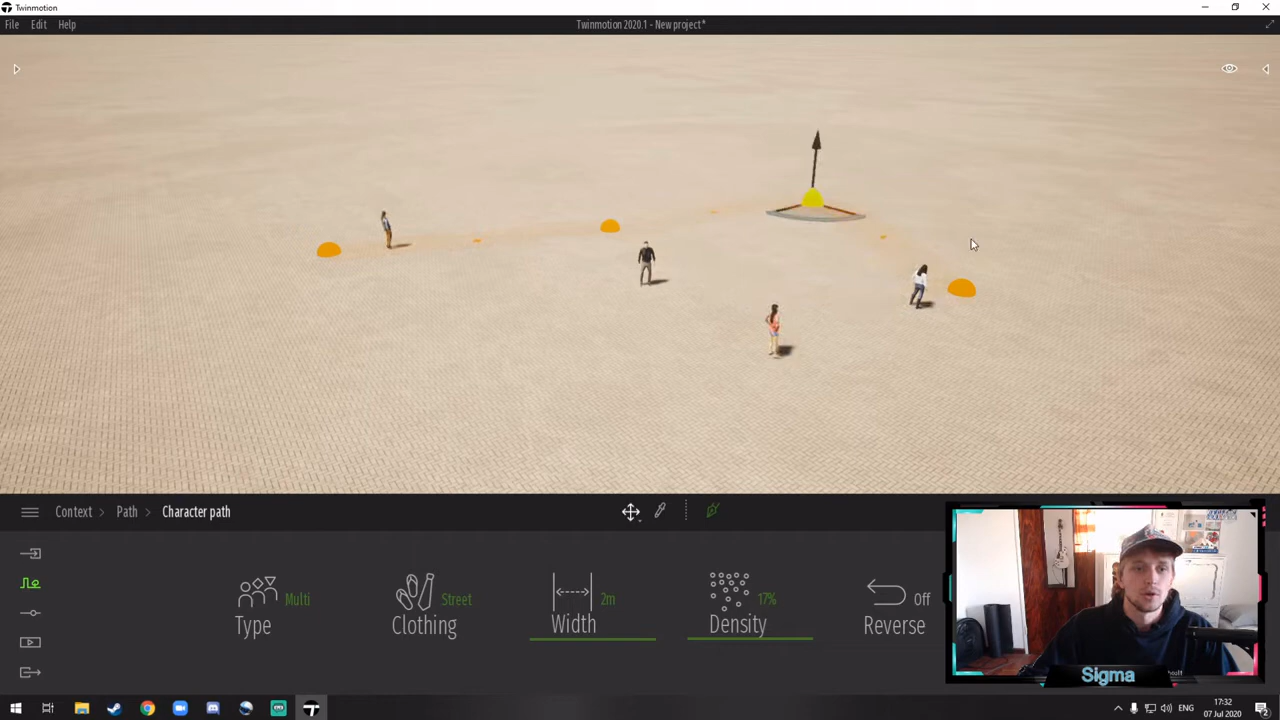 Twinmotion
File Edit Help
Twinmotion 2020.1 - New project*
Context > Path > Character path
Multi
Type
Street
Clothing
2m
Width
17%
Density
Off
Reverse
Sigma
ENG
17:32
07 Jul 2020
2